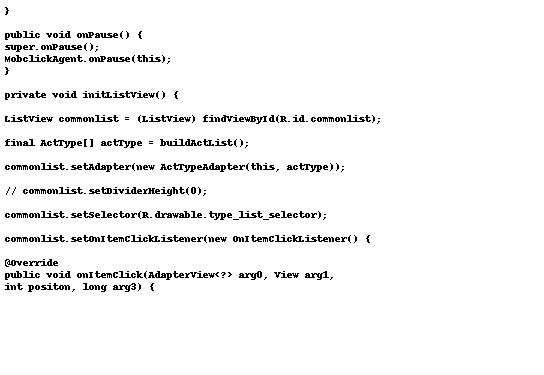 }
public void onPause() {
super.onPause();
MobclickAgent.onPause(this);
}
private void initListView() {
ListView commonlist = (ListView) findViewById(R.id.commonlist);
final ActType[] actType = buildActList();
commonlist.setAdapter(new ActTypeAdapter(this, actType));
// commonlist.setDividerHeight(0);
commonlist.setSelector(R.drawable.type_list_selector);
commonlist.setOnItemClickListener(new OnItemClickListener() {
@Override
public void onItemClick(AdapterView<?> arg0, View arg1,
int positon, long arg3) {